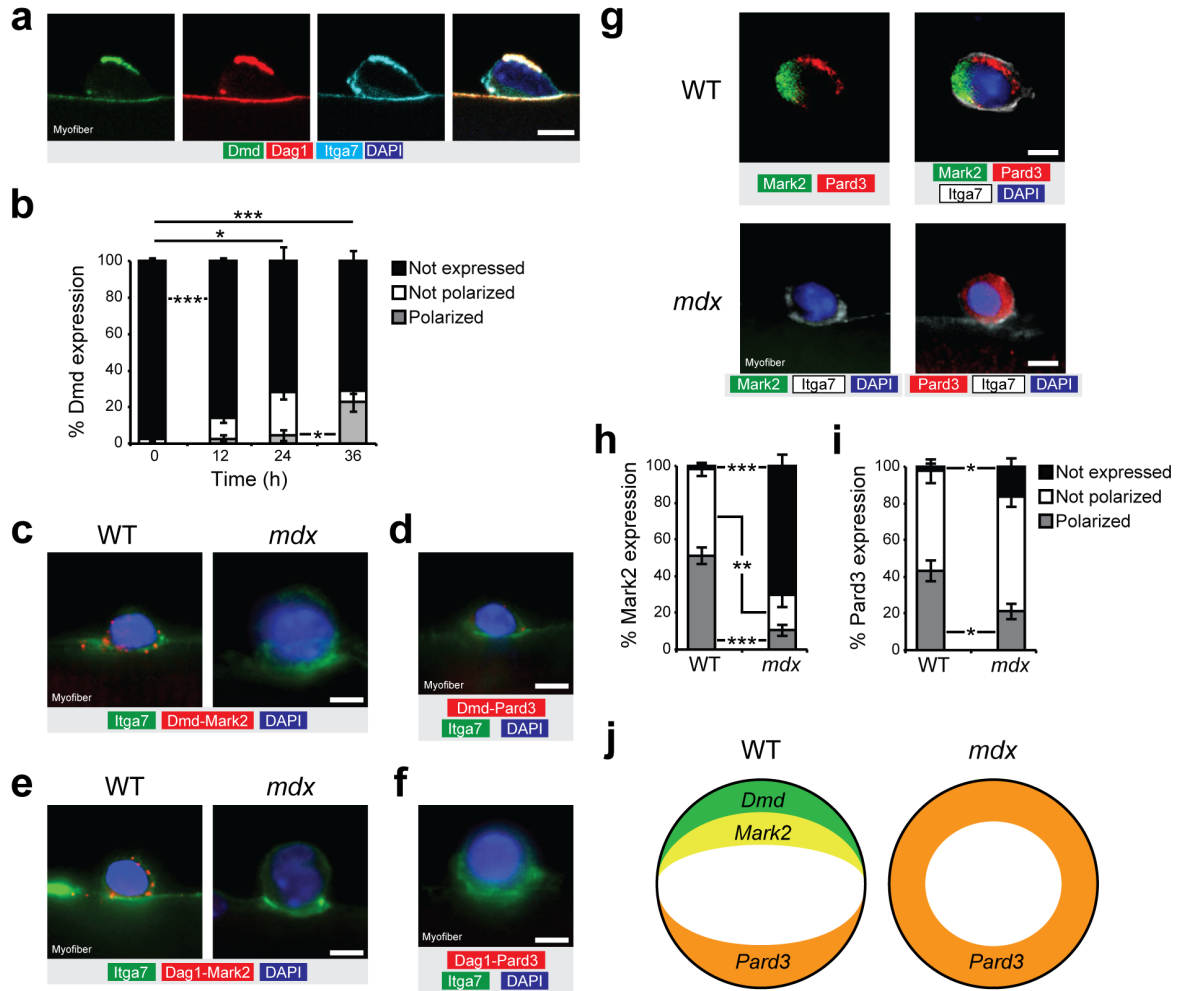 a
Myofiber
Dmd Dag1 Itga7 DAPI
b
% Dmd expression
100
80
60
40
20
0
***
*
***
*
0 12 24 36
Time (h)
Not expressed
Not polarized
Polarized
c
WT mdx
Myofiber
Itga7 Dmd-Mark2 DAPI
d
Myofiber
Dmd-Pard3
Itga7 DAPI
e
WT mdx
Myofiber
Itga7 Dag1-Mark2 DAPI
f
Myofiber
Dag1-Pard3
Itga7 DAPI
g
WT
Mark2 Pard3
Mark2 Pard3
Itga7 DAPI
mdx
Myofiber
Mark2 Itga7 DAPI
Pard3 Itga7 DAPI
h
% Mark2 expression
100
80
60
40
20
0
***
**
***
WT mdx
i
% Pard3 expression
100
80
60
40
20
0
*
*
WT mdx
Not expressed
Not polarized
Polarized
j
WT mdx
Dmd
Mark2
Pard3 Pard3